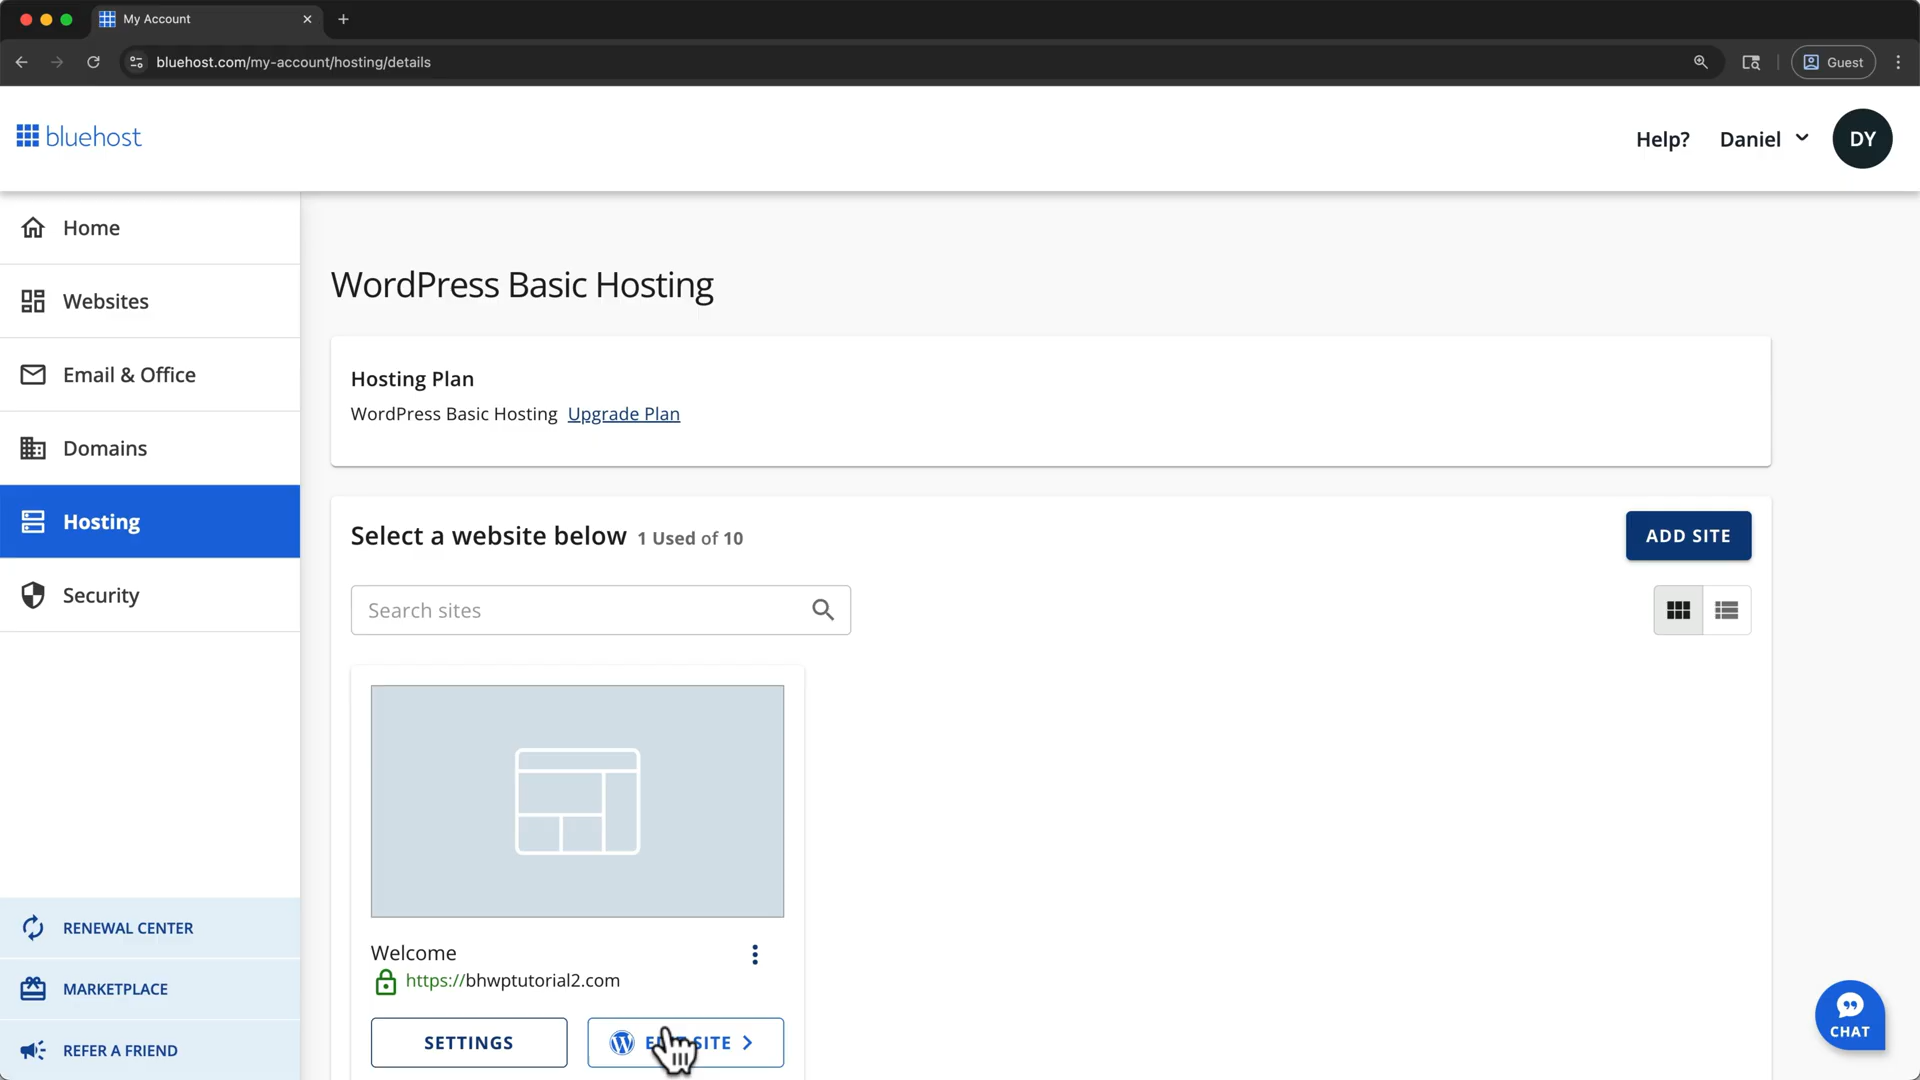 My Account
bluehost.com/my-account/hosting/details
Guest
bluehost
Help?
Daniel
DY
Home
Websites
Email & Office
Domains
Hosting
Security
RENEWAL CENTER
MARKETPLACE
REFER A FRIEND
WordPress Basic Hosting
Hosting Plan
WordPress Basic Hosting Upgrade Plan
Select a website below 1 Used of 10
ADD SITE
Search sites
Welcome
https://bhwptutorial2.com
SETTINGS
SITE
CHAT